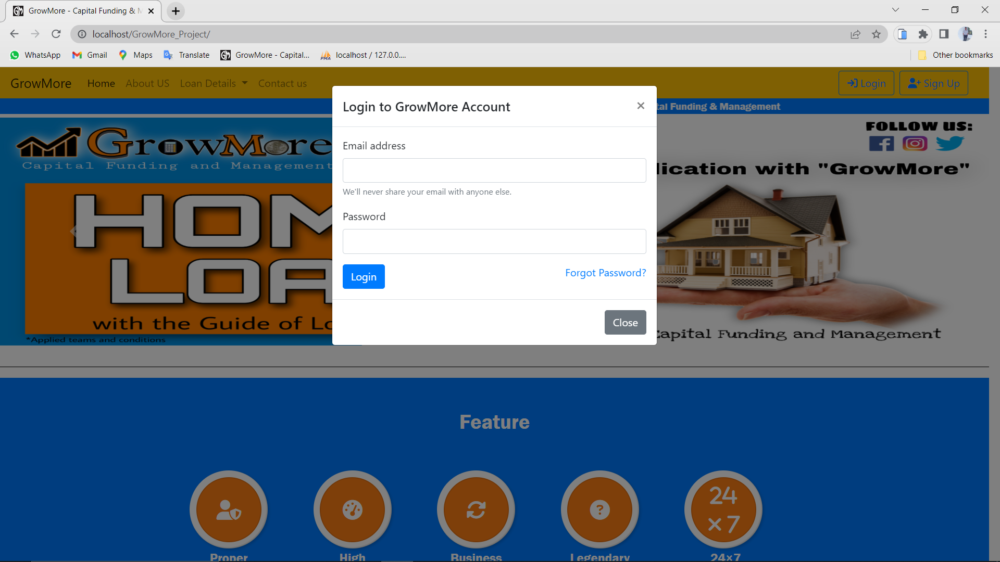 GrowMore - Capital Funding &
localhost/GrowMore_Project/
WhatsApp
Gmail
Maps
Translate
GrowMore - Capital...
localhost / 127.0.0....
Other bookmarks
GrowMore
Home
About US
Loan Details
Contact us
Login
Sign Up
Funding & Management
GrowMore
Capital Funding and Management
FOLLOW US:
with "GrowMore"
HOM
LOA
with the Guide of
*Applied teams and conditions
Capital Funding and Management
Login to GrowMore Account
×
Email address
We'll never share your email with anyone else.
Password
Login
Forgot Password?
Close
Feature
24
×7
Proper
High
Business
Legendary
24×7